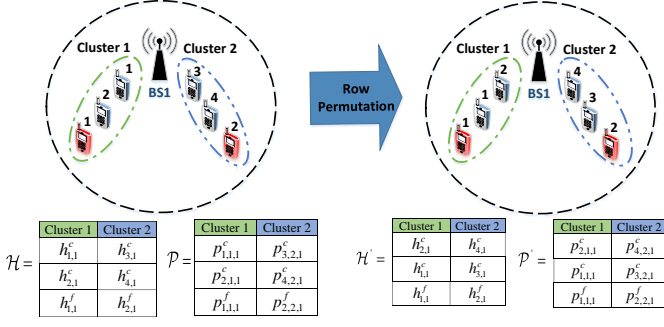 Cluster 1 Cluster 2
1 3
2 4
1 2
BS1
Row
Permutation
Cluster 1 Cluster 2
2 4
1 3
1 2
BS1
ℋ =
Cluster 1 Cluster 2
h^c_{1,1} h^c_{3,1}
h^c_{2,1} h^c_{4,1}
h^f_{1,1} h^f_{2,1}
𝒫 =
Cluster 1 Cluster 2
p^c_{1,1,1} p^c_{3,2,1}
p^c_{2,1,1} p^c_{4,2,1}
p^f_{1,1,1} p^f_{2,2,1}
ℋ' =
Cluster 1 Cluster 2
h^c_{2,1} h^c_{4,1}
h^c_{1,1} h^c_{3,1}
h^f_{1,1} h^f_{2,1}
𝒫' =
Cluster 1 Cluster 2
p^c_{2,1,1} p^c_{4,2,1}
p^c_{1,1,1} p^c_{3,2,1}
p^f_{1,1,1} p^f_{2,2,1}